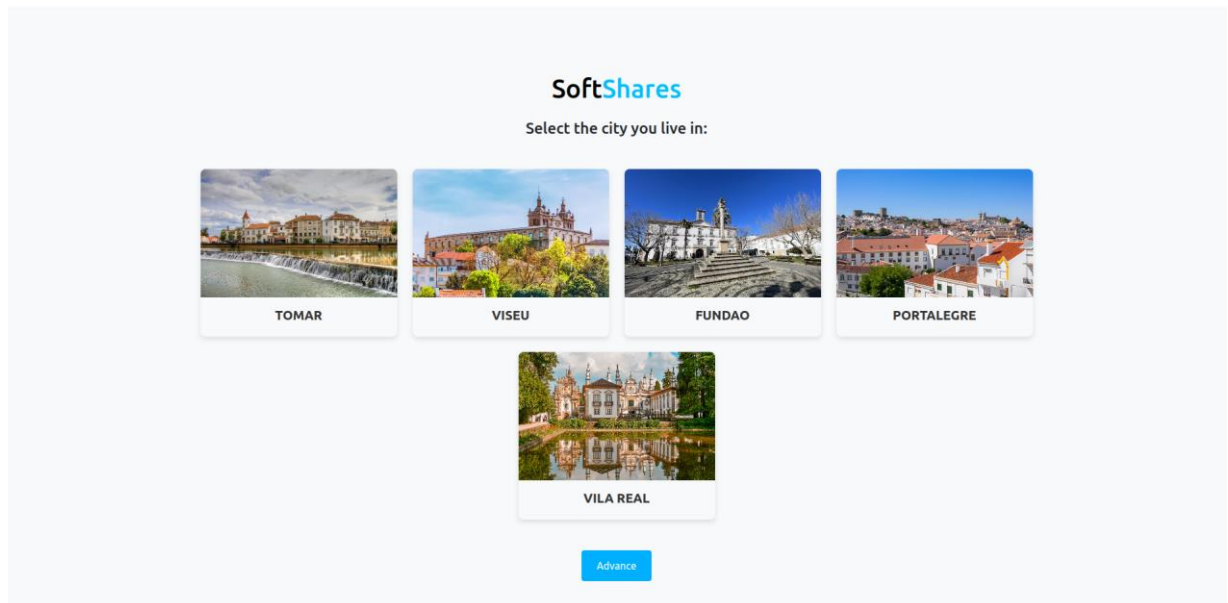 SoftShares
Select the city you live in:
TOMAR
VISEU
FUNDAO
PORTALEGRE
VILA REAL
Advance